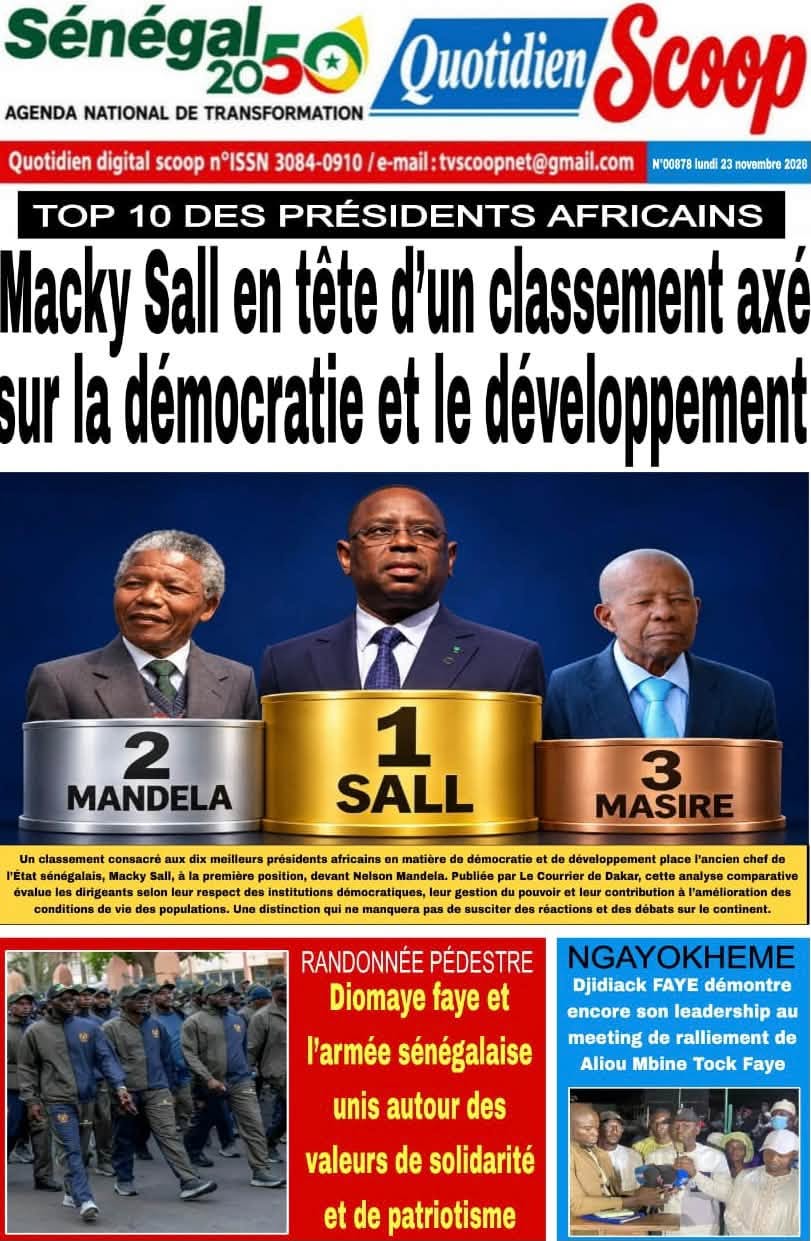 Sénégal
2050
AGENDA NATIONAL DE TRANSFORMATION
Quotidien Scoop
Quotidien digital scoop n°ISSN 3084-0910 / e-mail : tvscoopnet@gmail.com
N°00878 lundi 23 novembre 2026
TOP 10 DES PRÉSIDENTS AFRICAINS
Macky Sall en tête d’un classement axé
sur la démocratie et le développement
2
MANDELA
1
SALL
3
MASIRE
Un classement consacré aux dix meilleurs présidents africains en matière de démocratie et de développement place l’ancien chef de
l’État sénégalais, Macky Sall, à la première position, devant Nelson Mandela. Publiée par Le Courrier de Dakar, cette analyse comparative
évalue les dirigeants selon leur respect des institutions démocratiques, leur gestion du pouvoir et leur contribution à l’amélioration des
conditions de vie des populations. Une distinction qui ne manquera pas de susciter des réactions et des débats sur le continent.
RANDONNÉE PÉDESTRE
Diomaye faye et
l’armée sénégalaise
unis autour des
valeurs de solidarité
et de patriotisme
NGAYOKHEME
Djidiack FAYE démontre
encore son leadership au
meeting de ralliement de
Aliou Mbine Tock Faye